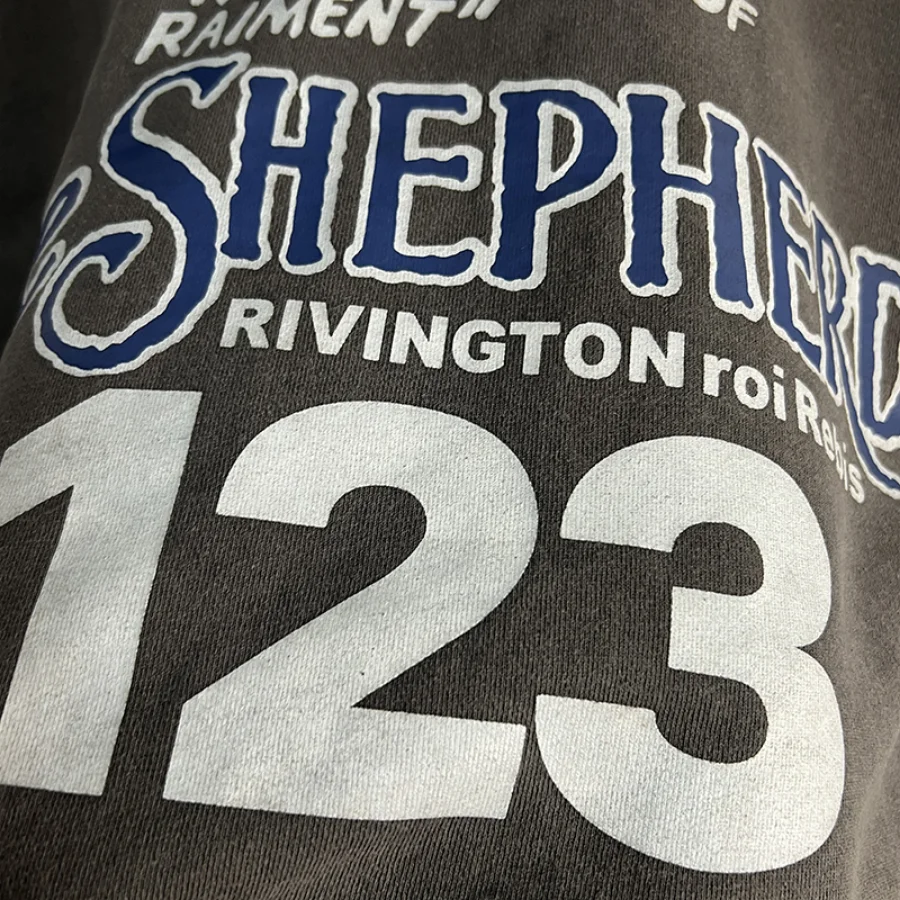 RAIMENT" OF
SHEPHERD
RIVINGTON roi Rebis
123